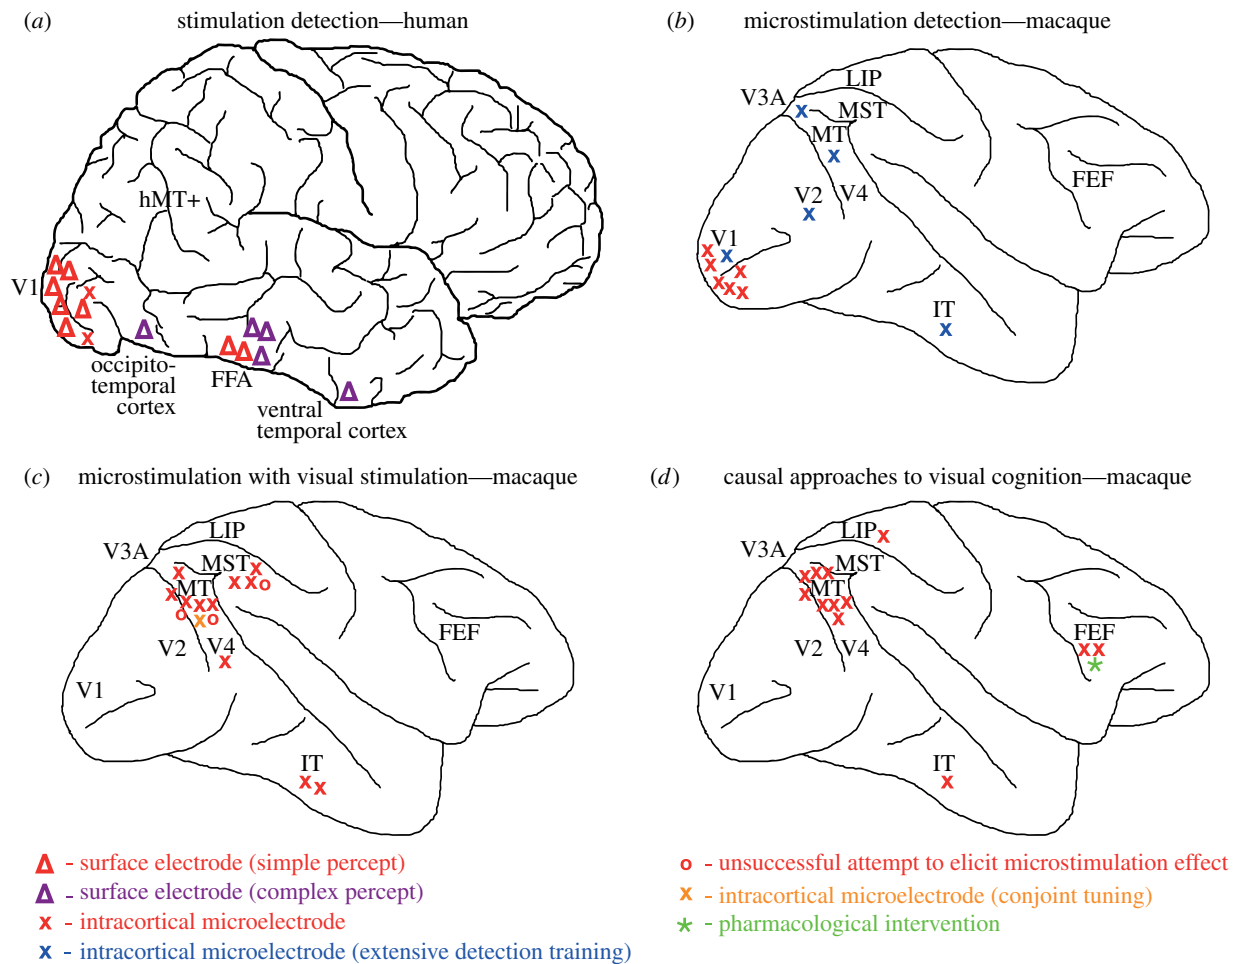 (a) stimulation detection—human
hMT+
V1
occipito-
temporal
cortex
FFA
ventral
temporal cortex
(b) microstimulation detection—macaque
LIP
V3A
MST
MT
FEF
V2 V4
V1
IT
(c) microstimulation with visual stimulation—macaque
LIP
V3A
MST
MT
FEF
V2 V4
V1
IT
(d) causal approaches to visual cognition—macaque
LIP
V3A
MST
MT
FEF
V2 V4
V1
IT
Δ - surface electrode (simple percept)
Δ - surface electrode (complex percept)
x - intracortical microelectrode
x - intracortical microelectrode (extensive detection training)
o - unsuccessful attempt to elicit microstimulation effect
x - intracortical microelectrode (conjoint tuning)
* - pharmacological intervention